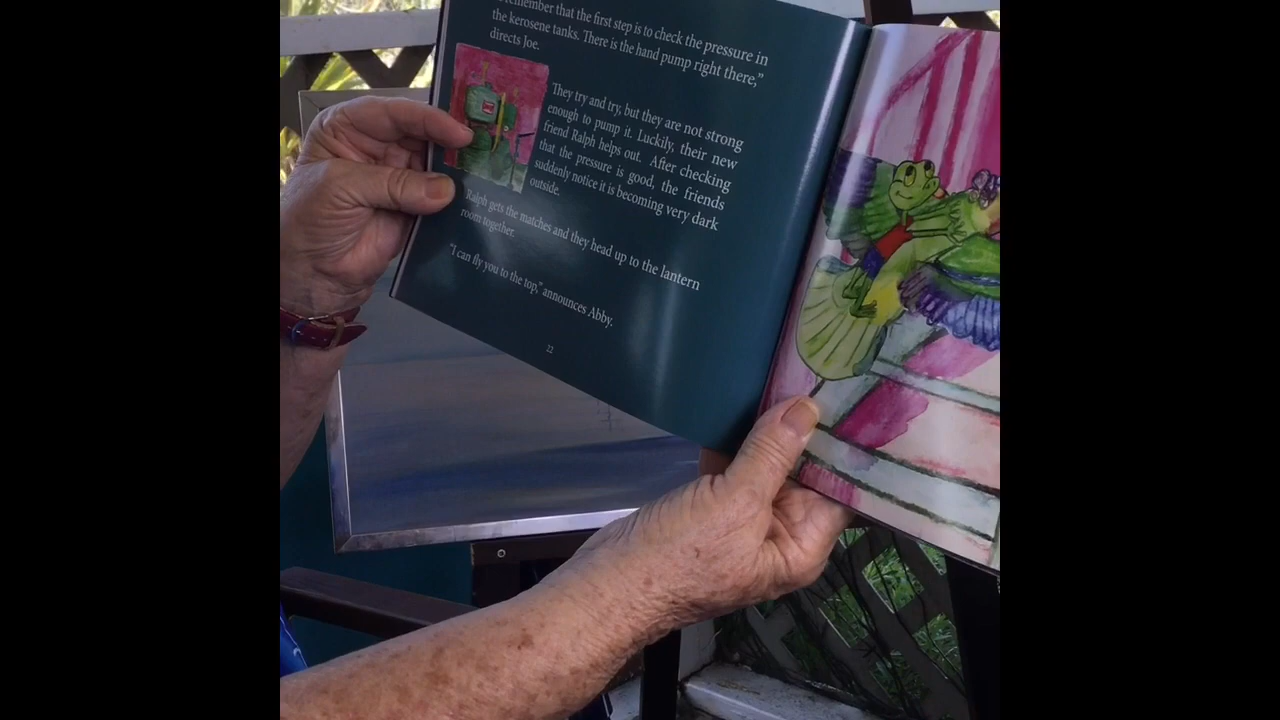 remember that the first step is to check the pressure in
the kerosene tanks. There is the hand pump right there,”
directs Joe.
They try and try, but they are not strong
enough to pump it. Luckily, their new
friend Ralph helps out. After checking
that the pressure is good, the friends
suddenly notice it is becoming very dark
outside.
Ralph gets the matches and they head up to the lantern
room together.
“I can fly you to the top,” announces Abby.
22